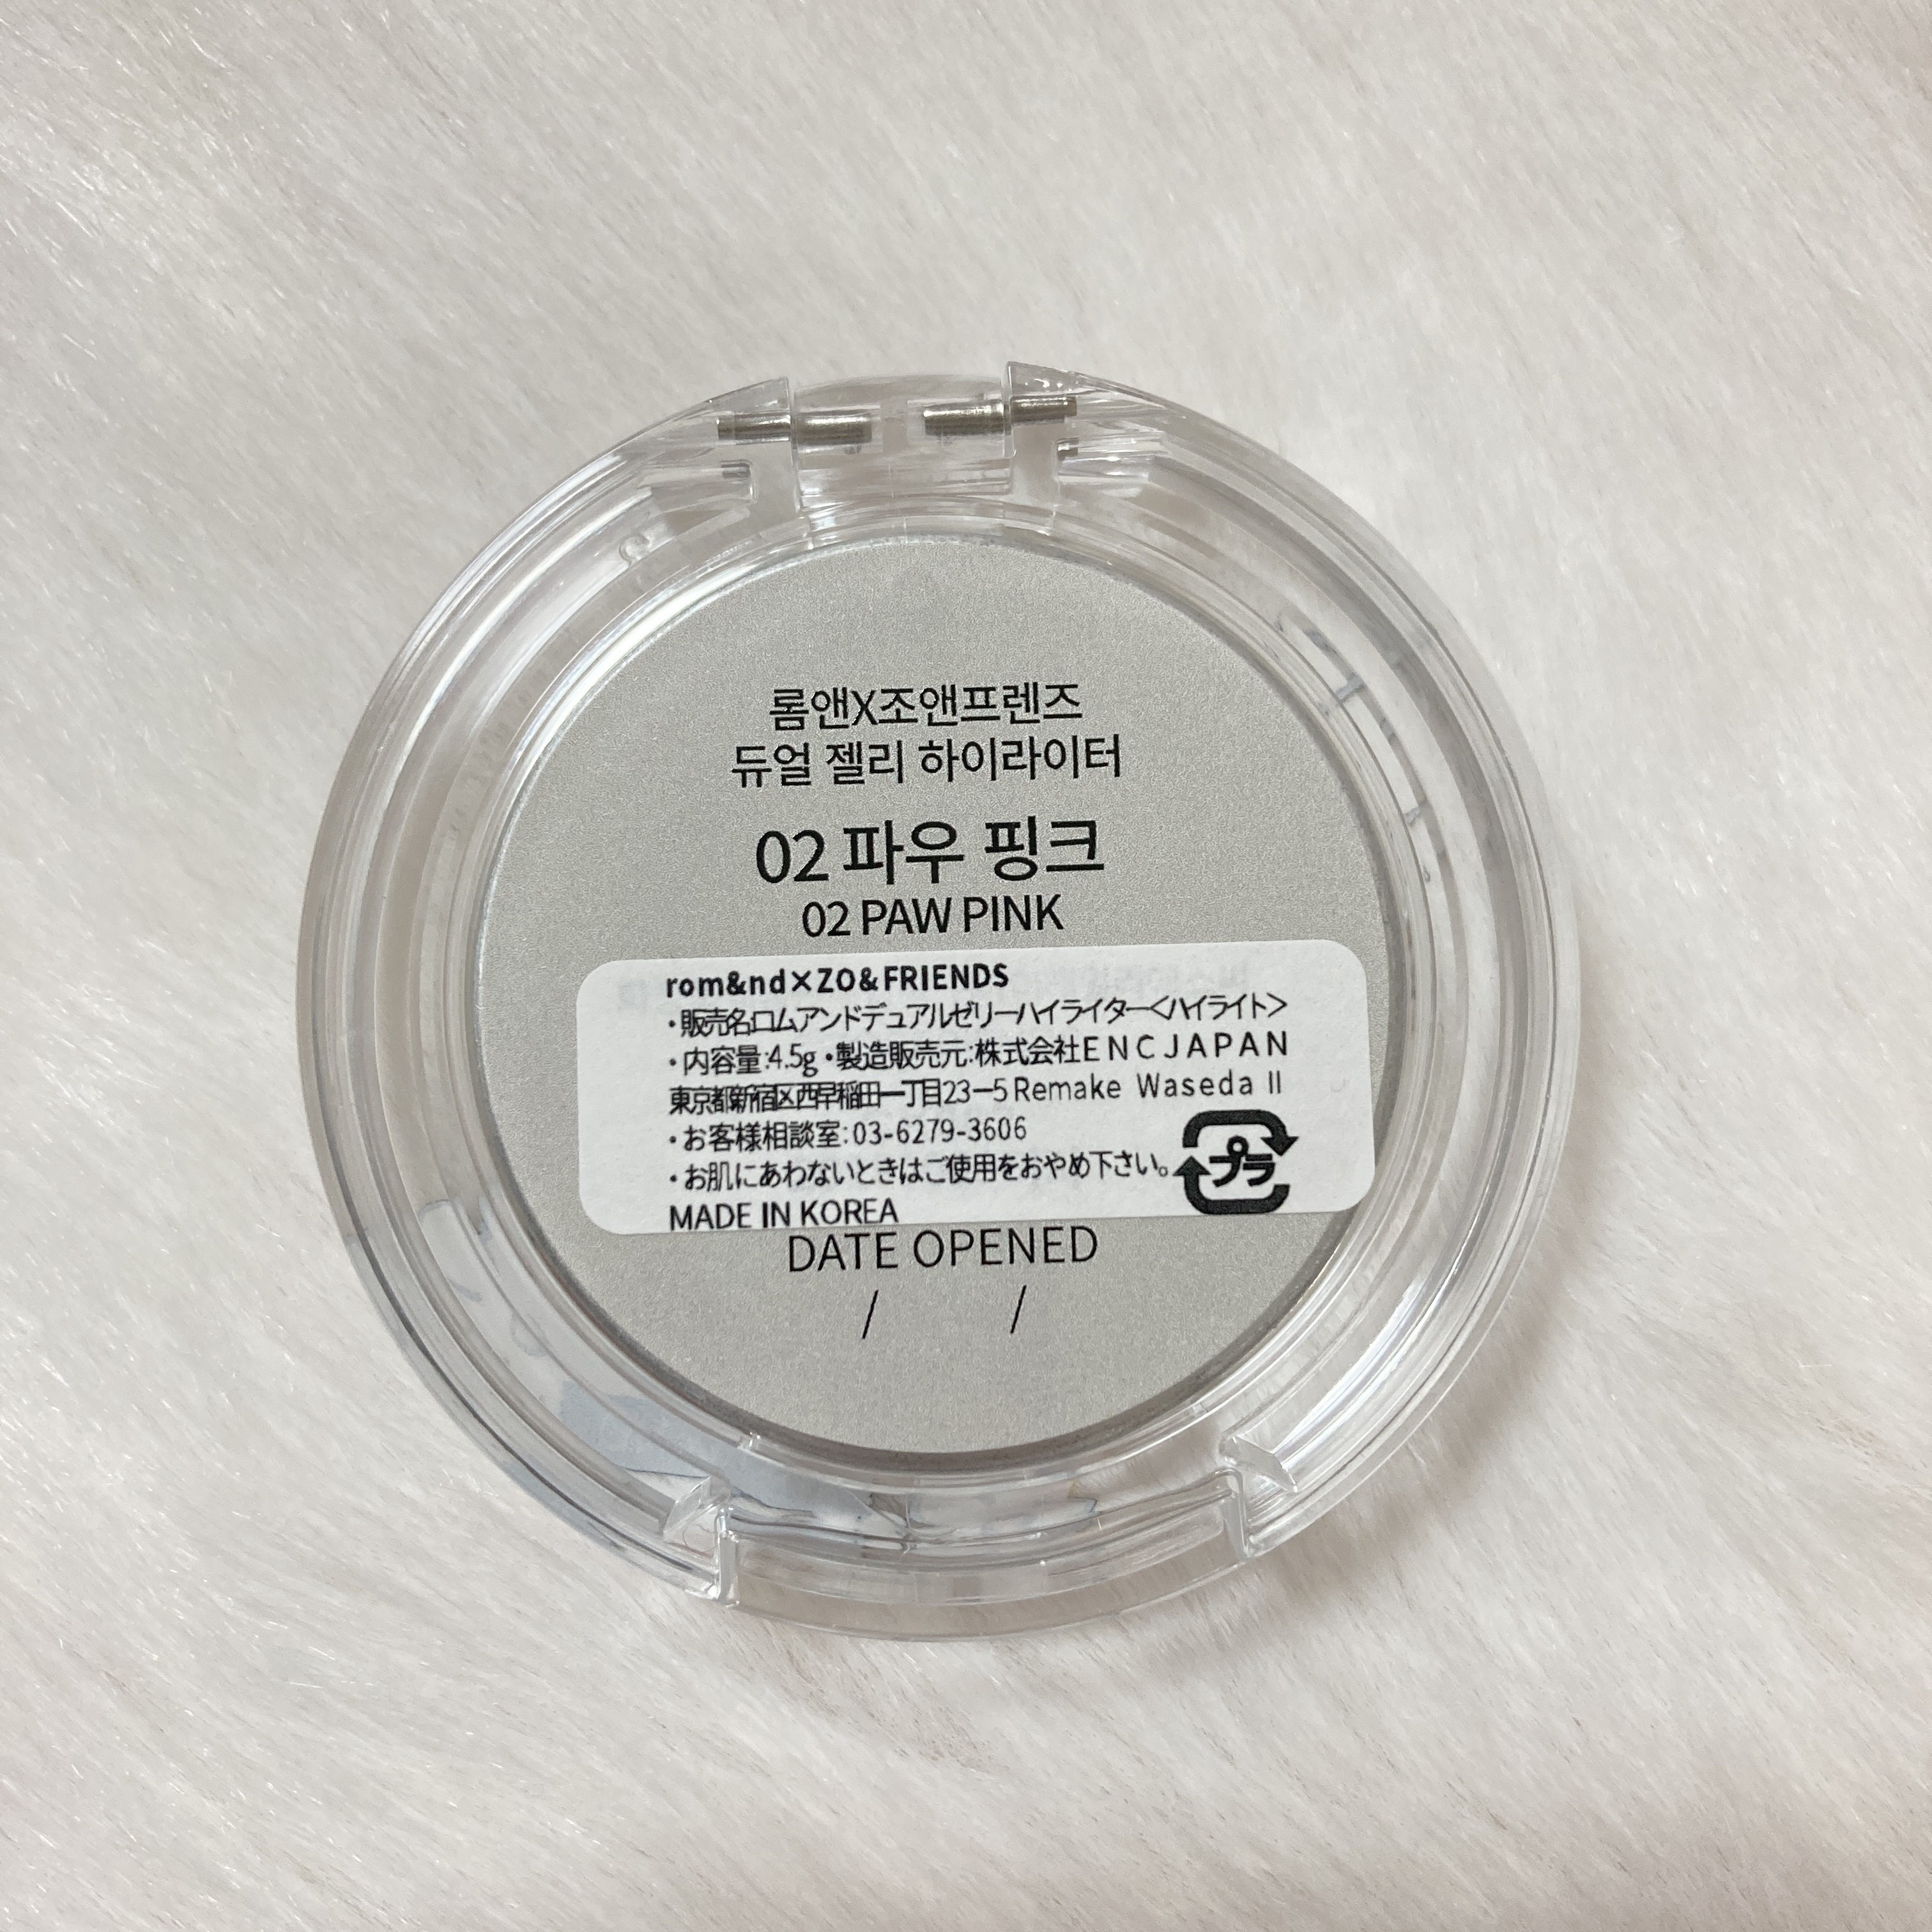 롬앤X조앤프렌즈
듀얼 젤리 하이라이터
02 파우 핑크
02 PAW PINK
rom&nd×ZO&FRIENDS
・販売名ロムアンドデュアルゼリーハイライター<ハイライト>
・内容量:4.5g ・製造販売元:株式会社ENCJAPAN
東京都新宿区西早稲田一丁目23−5 Remake Waseda II
・お客様相談室:03-6279-3606
・お肌にあわないときはご使用をおやめ下さい。
プラ
MADE IN KOREA
DATE OPENED
/ /